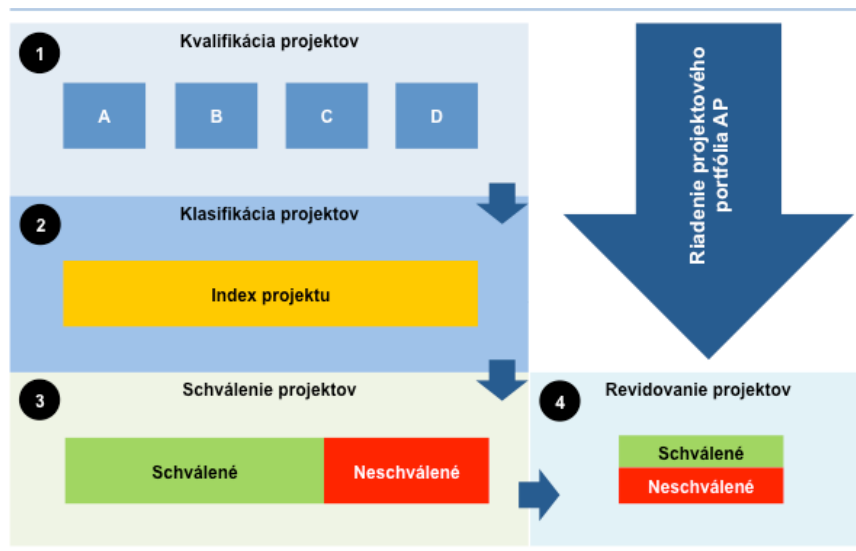 1
Kvalifikácia projektov
A
B
C
D
2
Klasifikácia projektov
Index projektu
3
Schválenie projektov
Schválené
Neschválené
4
Revidovanie projektov
Schválené
Neschválené
Riadenie projektového
portfólia AP